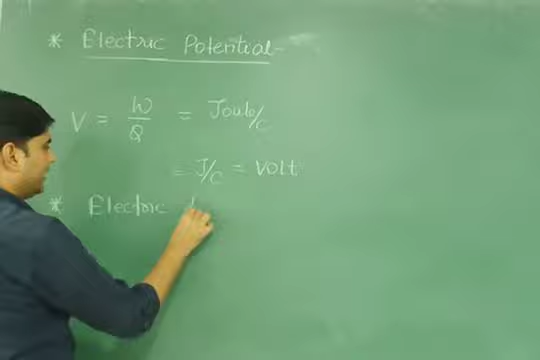 * Electric Potential-
V = W/Q = Joule/C
= J/C = Volt
* Electric